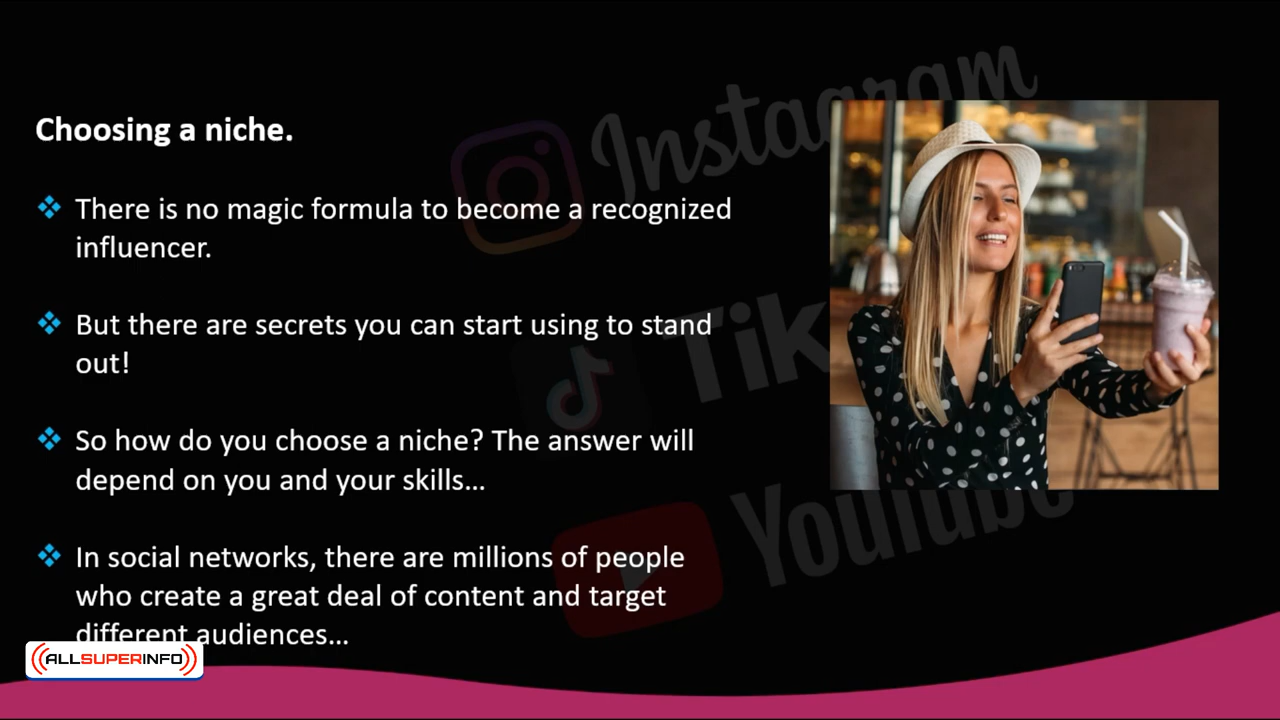 Choosing a niche.
There is no magic formula to become a recognized
influencer.
But there are secrets you can start using to stand
out!
So how do you choose a niche? The answer will
depend on you and your skills...
In social networks, there are millions of people
who create a great deal of content and target
different audiences...
Instagram
TikT
YouTube
ALLSUPERINFO